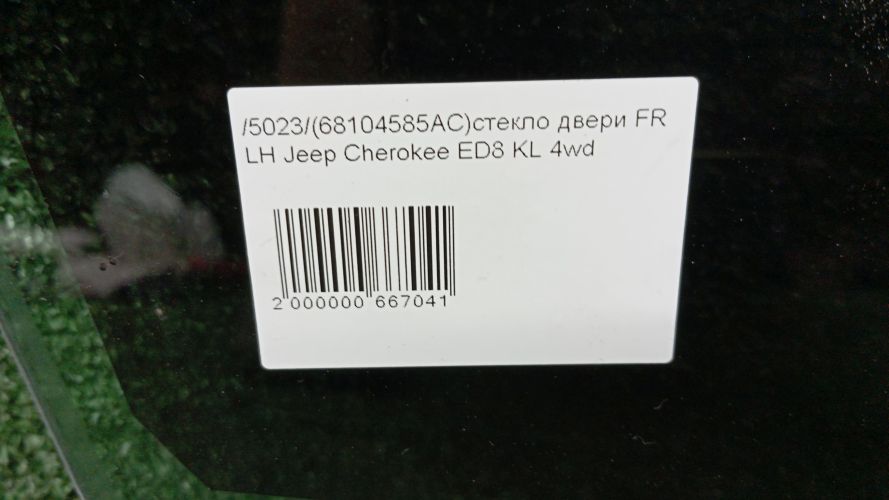 /5023/(68104585AC)стекло двери FR
LH Jeep Cherokee ED8 KL 4wd
2 000000 667041